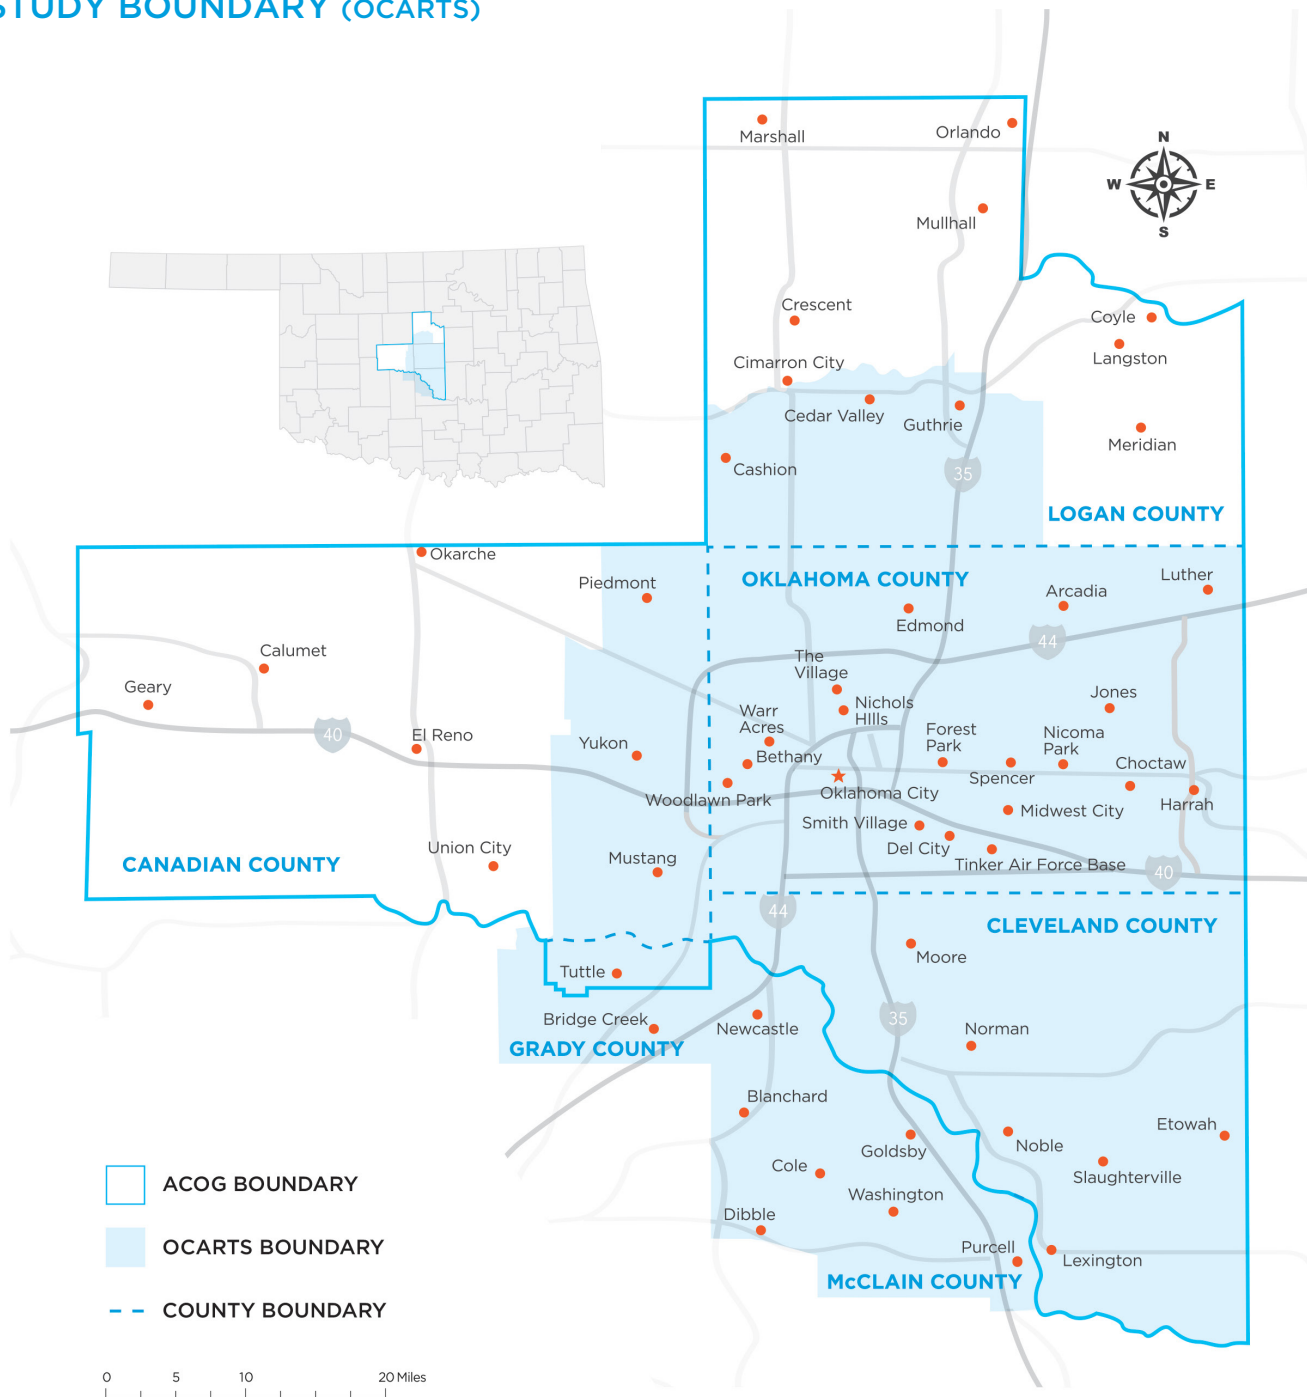 STUDY BOUNDARY (OCARTS)
N
W
E
S
Marshall
Orlando
Mullhall
Crescent
Coyle
Langston
Cimarron City
Cedar Valley
Guthrie
Meridian
Cashion
35
LOGAN COUNTY
Okarche
Piedmont
OKLAHOMA COUNTY
Luther
Arcadia
Edmond
44
Calumet
The
Village
Geary
Nichols
HIlls
Jones
Warr
Acres
Forest
Park
Nicoma
Park
40
El Reno
Yukon
Bethany
Spencer
Choctaw
Woodlawn Park
Oklahoma City
Harrah
Midwest City
Smith Village
Del City
Tinker Air Force Base
40
Union City
Mustang
CANADIAN COUNTY
44
CLEVELAND COUNTY
Moore
Tuttle
Bridge Creek
Newcastle
35
Norman
GRADY COUNTY
Blanchard
Etowah
Goldsby
Noble
Cole
Slaughterville
Washington
Dibble
Purcell
Lexington
McCLAIN COUNTY
ACOG BOUNDARY
OCARTS BOUNDARY
COUNTY BOUNDARY
0 5 10 20 Miles